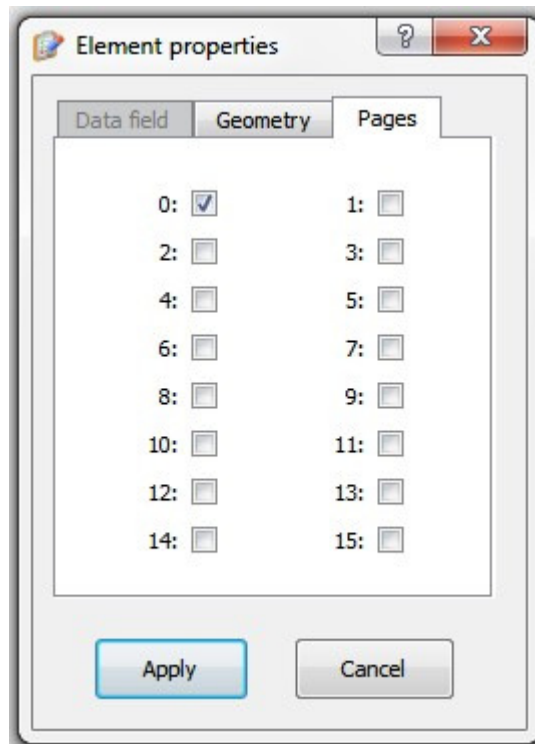 Element properties
Data field Geometry Pages
0: 1:
2: 3:
4: 5:
6: 7:
8: 9:
10: 11:
12: 13:
14: 15:
Apply Cancel